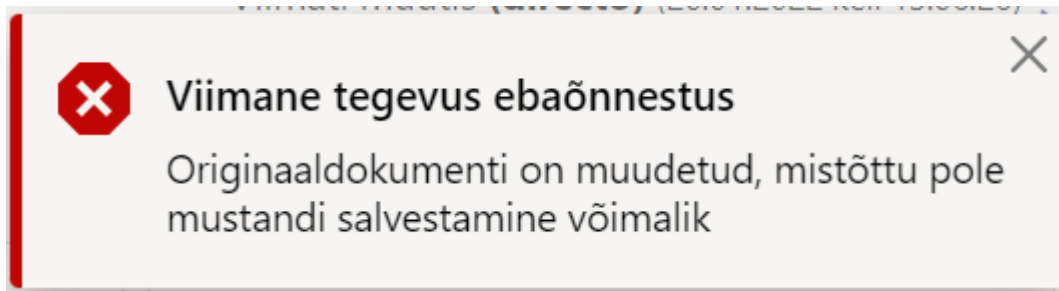 Viimane tegevus ebaõnnestus
Originaaldokumenti on muudetud, mistõttu pole
mustandi salvestamine võimalik